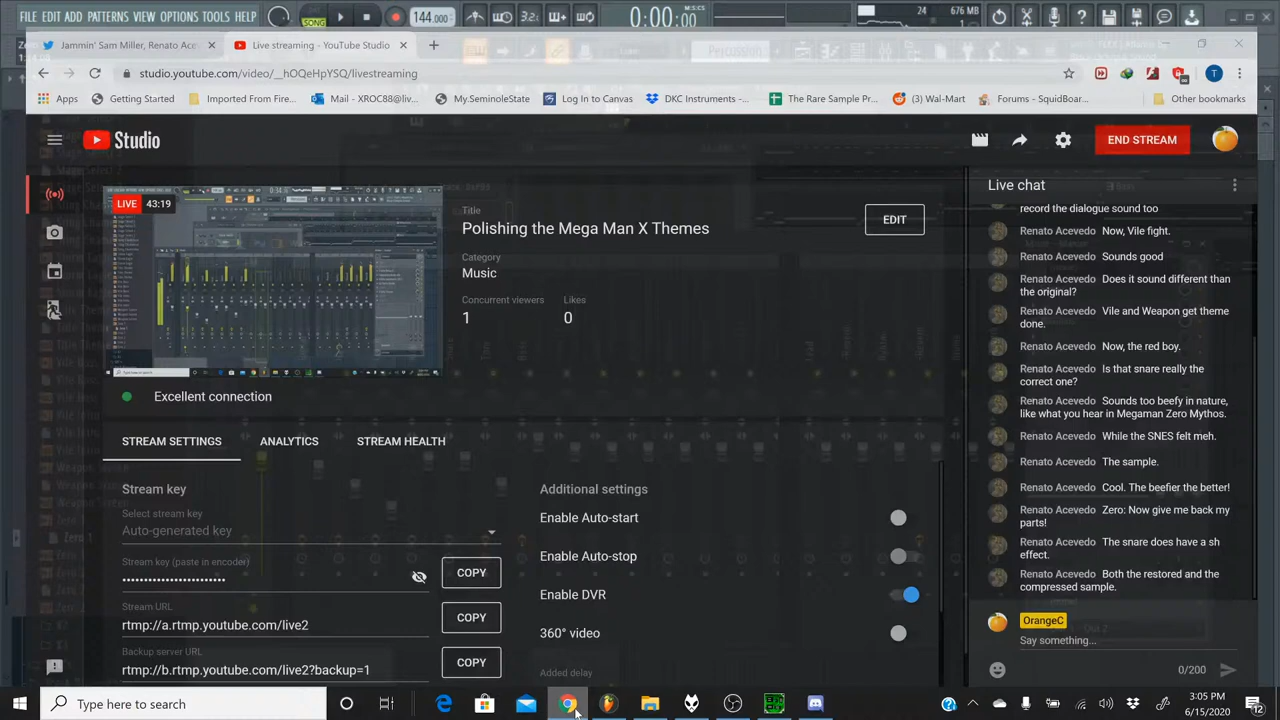 FILE EDIT ADD PATTERNS VIEW OPTIONS TOOLS HELP
SONG
144.000
3.2
0:00:00
24
676 MB
Jammin' Sam Miller, Renato Ace
Live streaming - YouTube Studio
Percussion
studio.youtube.com/video/__hOQeHpYSQ/livestreaming
T
Apps
Getting Started
Imported From Fire...
Mail - XROC88@live...
My SeminoleState
Log In to Canvas
DKC Instruments -...
The Rare Sample Pr...
(3) Wal-Mart
Forums - SquidBoar...
Other bookmarks
Studio
END STREAM
LIVE 43:19
Title
Polishing the Mega Man X Themes
EDIT
Category
Music
Concurrent viewers
Likes
1
0
Excellent connection
STREAM SETTINGS
ANALYTICS
STREAM HEALTH
Stream key
Select stream key
Auto-generated key
Stream key (paste in encoder)
••••••••••••••••••••••••
COPY
Stream URL
rtmp://a.rtmp.youtube.com/live2
COPY
Backup server URL
rtmp://b.rtmp.youtube.com/live2?backup=1
COPY
Additional settings
Enable Auto-start
Enable Auto-stop
Enable DVR
360° video
Added delay
Live chat
record the dialogue sound too
Renato Acevedo Now, Vile fight.
Renato Acevedo Sounds good
Renato Acevedo Does it sound different than
the original?
Renato Acevedo Vile and Weapon get theme
done.
Renato Acevedo Now, the red boy.
Renato Acevedo Is that snare really the
correct one?
Renato Acevedo Sounds too beefy in nature,
like what you hear in Megaman Zero Mythos.
Renato Acevedo While the SNES felt meh.
Renato Acevedo The sample.
Renato Acevedo Cool. The beefier the better!
Renato Acevedo Zero: Now give me back my
parts!
Renato Acevedo The snare does have a sh
effect.
Renato Acevedo Both the restored and the
compressed sample.
OrangeC
Say something...
0/200
Type here to search
3:05 PM
6/15/2020
12